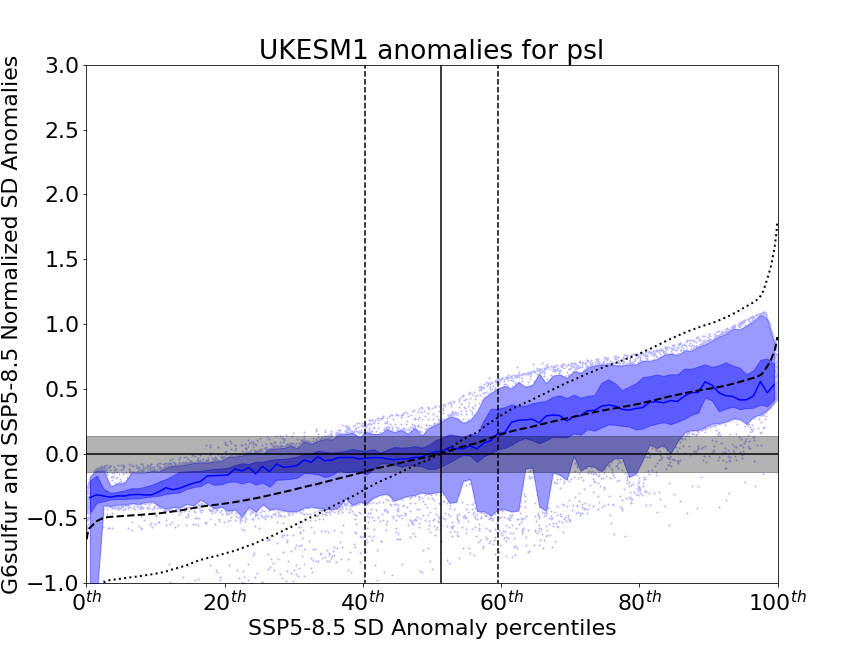 UKESM1 anomalies for psl
G6sulfur and SSP5-8.5 Normalized SD Anomalies
3.0
2.5
2.0
1.5
1.0
0.5
0.0
−0.5
−1.0
0th 20th 40th 60th 80th 100th
SSP5-8.5 SD Anomaly percentiles